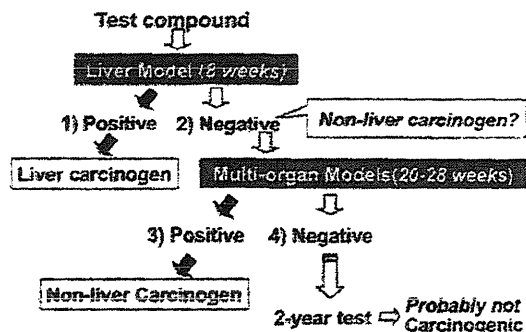 Test compound
Liver Model (8 weeks)
1) Positive 2) Negative
Non-liver carcinogen?
Liver carcinogen
Multi-organ Models(20-28 weeks)
3) Positive 4) Negative
Non-liver Carcinogen
2-year test ⇨ Probably not
Carcinogenic